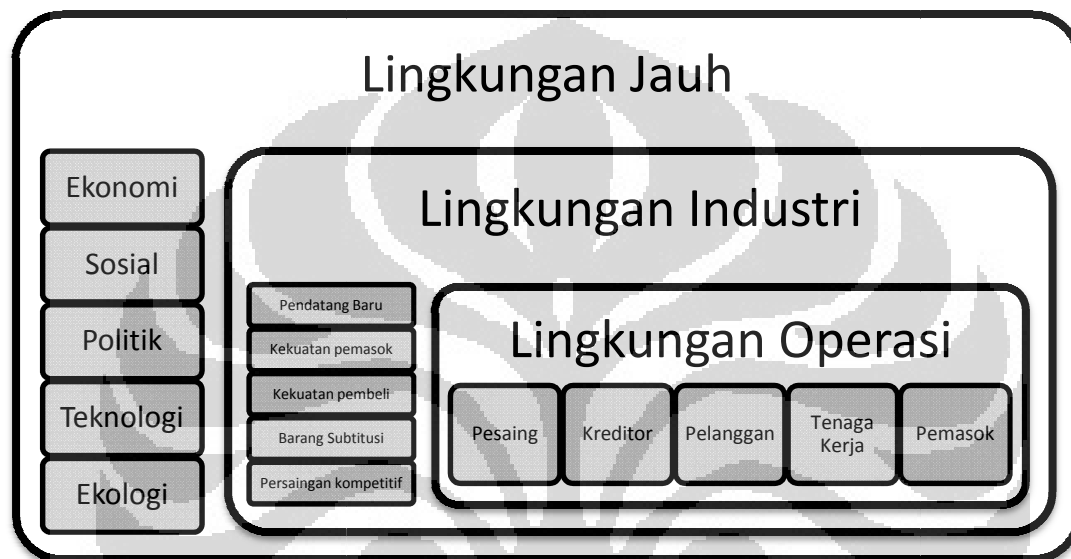 Lingkungan Jauh
Ekonomi
Sosial
Politik
Teknologi
Ekologi
Lingkungan Industri
Pendatang Baru
Kekuatan pemasok
Kekuatan pembeli
Barang Subtitusi
Persaingan kompetitif
Lingkungan Operasi
Pesaing
Kreditor
Pelanggan
Tenaga
Kerja
Pemasok